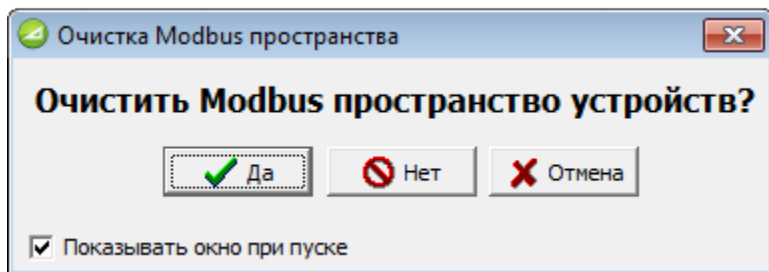 Очистка Modbus пространства
Очистить Modbus пространство устройств?
Да Нет Отмена
Показывать окно при пуске